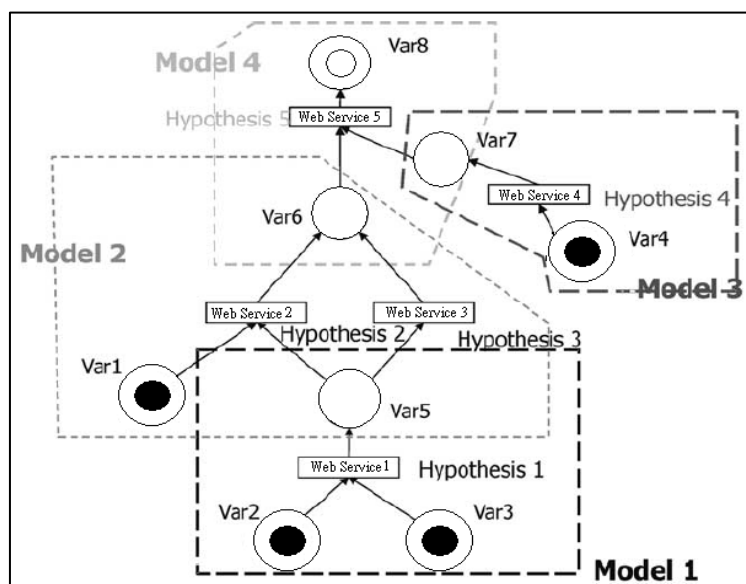 Var8
Model 4
Hypothesis 5
Web Service 5
Var7
Web Service 4
Hypothesis 4
Var6
Var4
Model 2
Model 3
Web Service 2
Web Service 3
Hypothesis 2
Hypothesis 3
Var1
Var5
Web Service 1
Hypothesis 1
Var2
Var3
Model 1